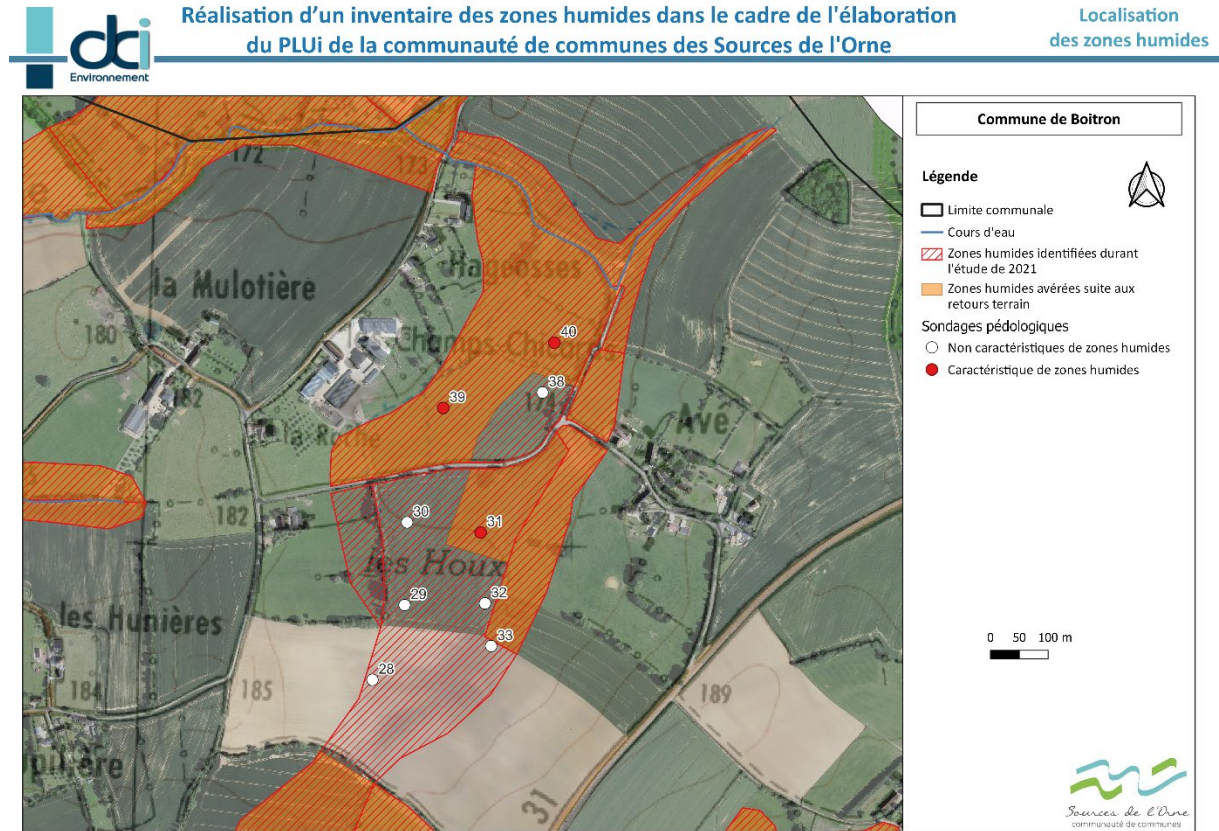 Réalisation d’un inventaire des zones humides dans le cadre de l'élaboration
du PLUi de la communauté de communes des Sources de l'Orne
Localisation
des zones humides
dci
Environnement
Commune de Boitron
Légende
Limite communale
Cours d'eau
Zones humides identifiées durant
l'étude de 2021
Zones humides avérées suite aux
retours terrain
Sondages pédologiques
Non caractéristiques de zones humides
Caractéristique de zones humides
0 50 100 m
Sources de l'Orne
communauté de communes
172
173
la Mulotière
180
182
40
38
174
39
la Roche
Avé
182
30
31
les Houx
29
32
les Hunières
33
28
184
185
189
31